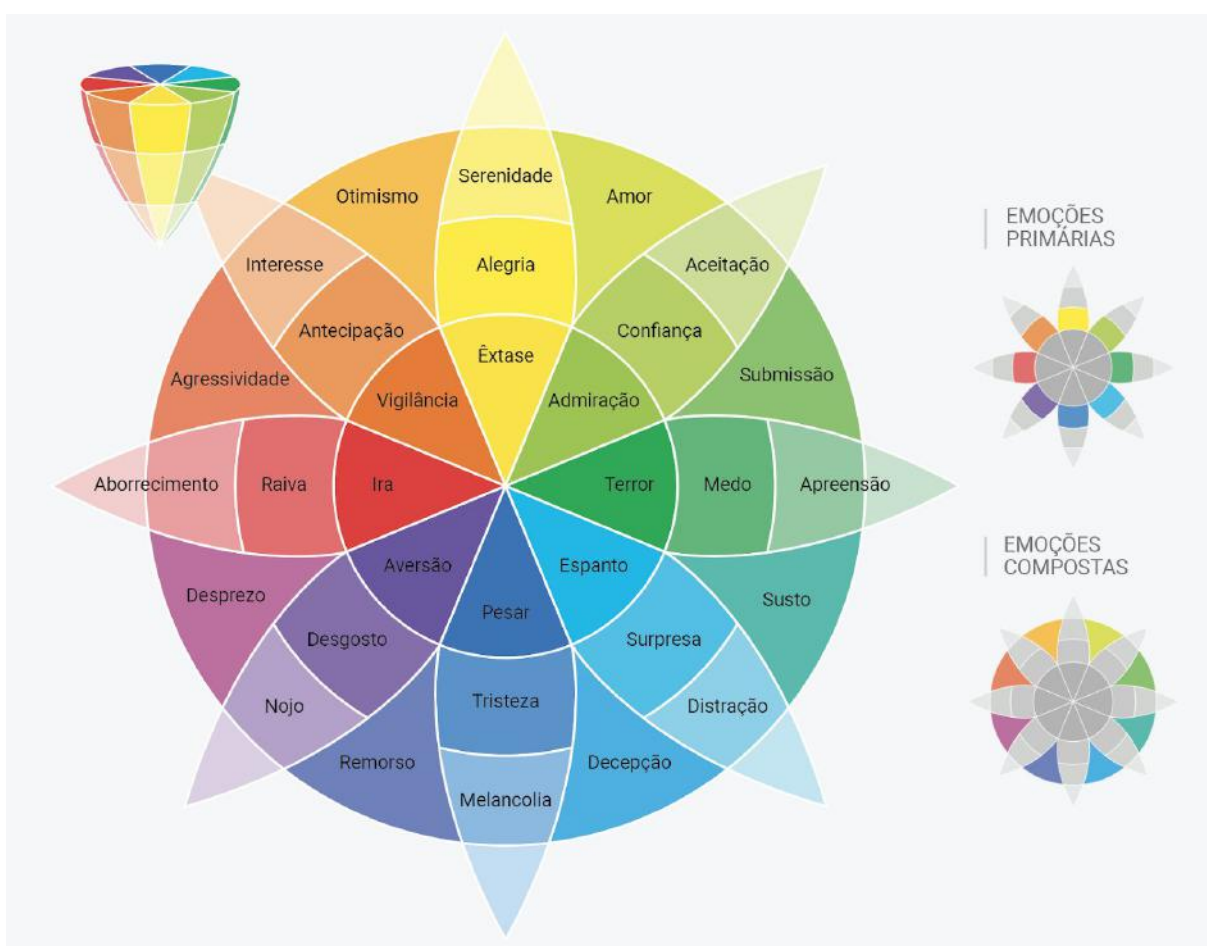 Serenidade
Otimismo
Amor
Interesse
Alegria
Aceitação
Antecipação
Confiança
Êxtase
Agressividade
Submissão
Vigilância
Admiração
Aborrecimento
Raiva
Ira
Terror
Medo
Apreensão
Aversão
Espanto
Desprezo
Susto
Pesar
Desgosto
Surpresa
Nojo
Tristeza
Distração
Remorso
Decepção
Melancolia
EMOÇÕES
PRIMÁRIAS
EMOÇÕES
COMPOSTAS